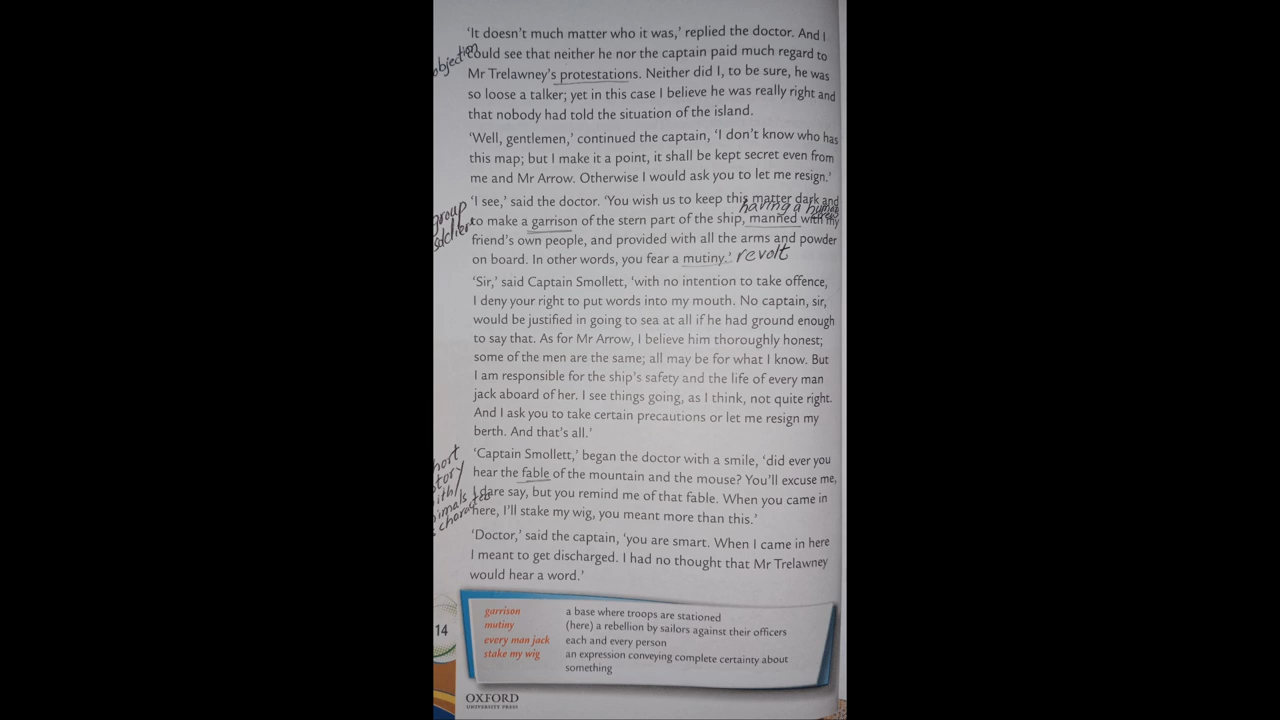 'It doesn't much matter who it was,' replied the doctor. And I
objection
could see that neither he nor the captain paid much regard to
Mr Trelawney's protestations. Neither did I, to be sure, he was
so loose a talker; yet in this case I believe he was really right and
that nobody had told the situation of the island.
'Well, gentlemen,' continued the captain, 'I don't know who has
this map; but I make it a point, it shall be kept secret even from
me and Mr Arrow. Otherwise I would ask you to let me resign.'
'I see,' said the doctor. 'You wish us to keep this matter dark and
having a human
group
to make a garrison of the stern part of the ship, manned with my
friend's own people, and provided with all the arms and powder
on board. In other words, you fear a mutiny.' revolt
'Sir,' said Captain Smollett, 'with no intention to take offence,
I deny your right to put words into my mouth. No captain, sir,
would be justified in going to sea at all if he had ground enough
to say that. As for Mr Arrow, I believe him thoroughly honest;
some of the men are the same; all may be for what I know. But
I am responsible for the ship's safety and the life of every man
jack aboard of her. I see things going, as I think, not quite right.
And I ask you to take certain precautions or let me resign my
berth. And that's all.'
'Captain Smollett,' began the doctor with a smile, 'did ever you
hear the fable of the mountain and the mouse? You'll excuse me,
I dare say, but you remind me of that fable. When you came in
here, I'll stake my wig, you meant more than this.'
'Doctor,' said the captain, 'you are smart. When I came in here
I meant to get discharged. I had no thought that Mr Trelawney
would hear a word.'
garrison a base where troops are stationed
mutiny (here) a rebellion by sailors against their officers
every man jack each and every person
stake my wig an expression conveying complete certainty about
something
14
OXFORD
UNIVERSITY PRESS